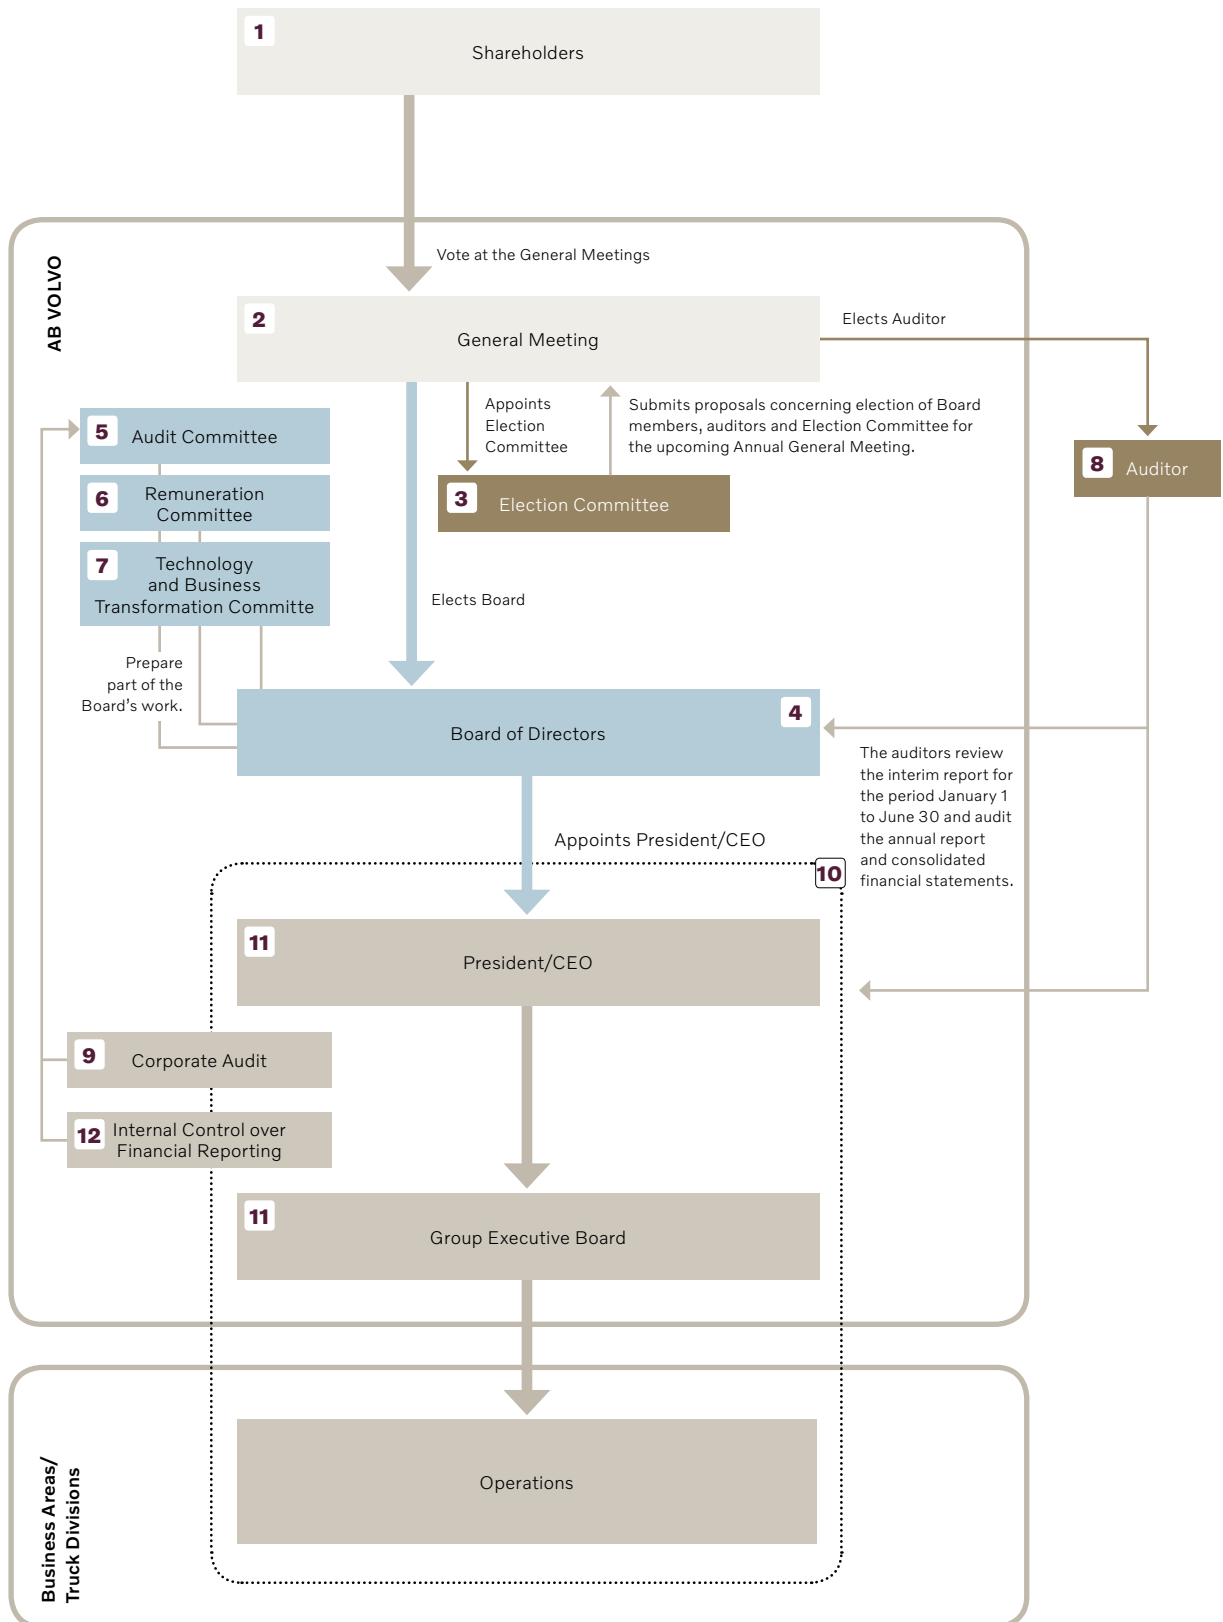 1
Shareholders
AB VOLVO
Vote at the General Meetings
2
General Meeting
Elects Auditor
Appoints
Election
Committee
Submits proposals concerning election of Board
members, auditors and Election Committee for
the upcoming Annual General Meeting.
5
Audit Committee
8
Auditor
6
Remuneration
Committee
3
Election Committee
7
Technology
and Business
Transformation Committe
Elects Board
Prepare
part of the
Board's work.
4
Board of Directors
The auditors review
the interim report for
the period January 1
to June 30 and audit
the annual report
and consolidated
financial statements.
Appoints President/CEO
10
11
President/CEO
9
Corporate Audit
12
Internal Control over
Financial Reporting
11
Group Executive Board
Business Areas/
Truck Divisions
Operations